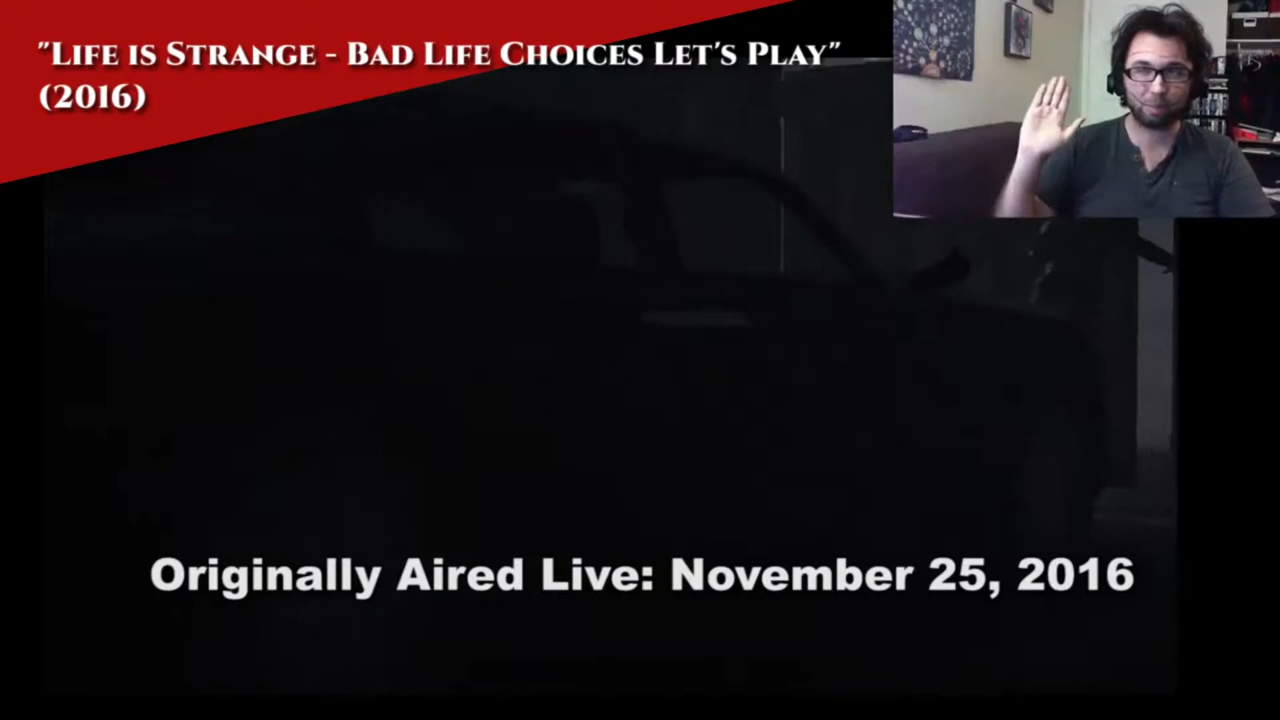 "Life is Strange - Bad Life Choices Let's Play"
(2016)
Originally Aired Live: November 25, 2016